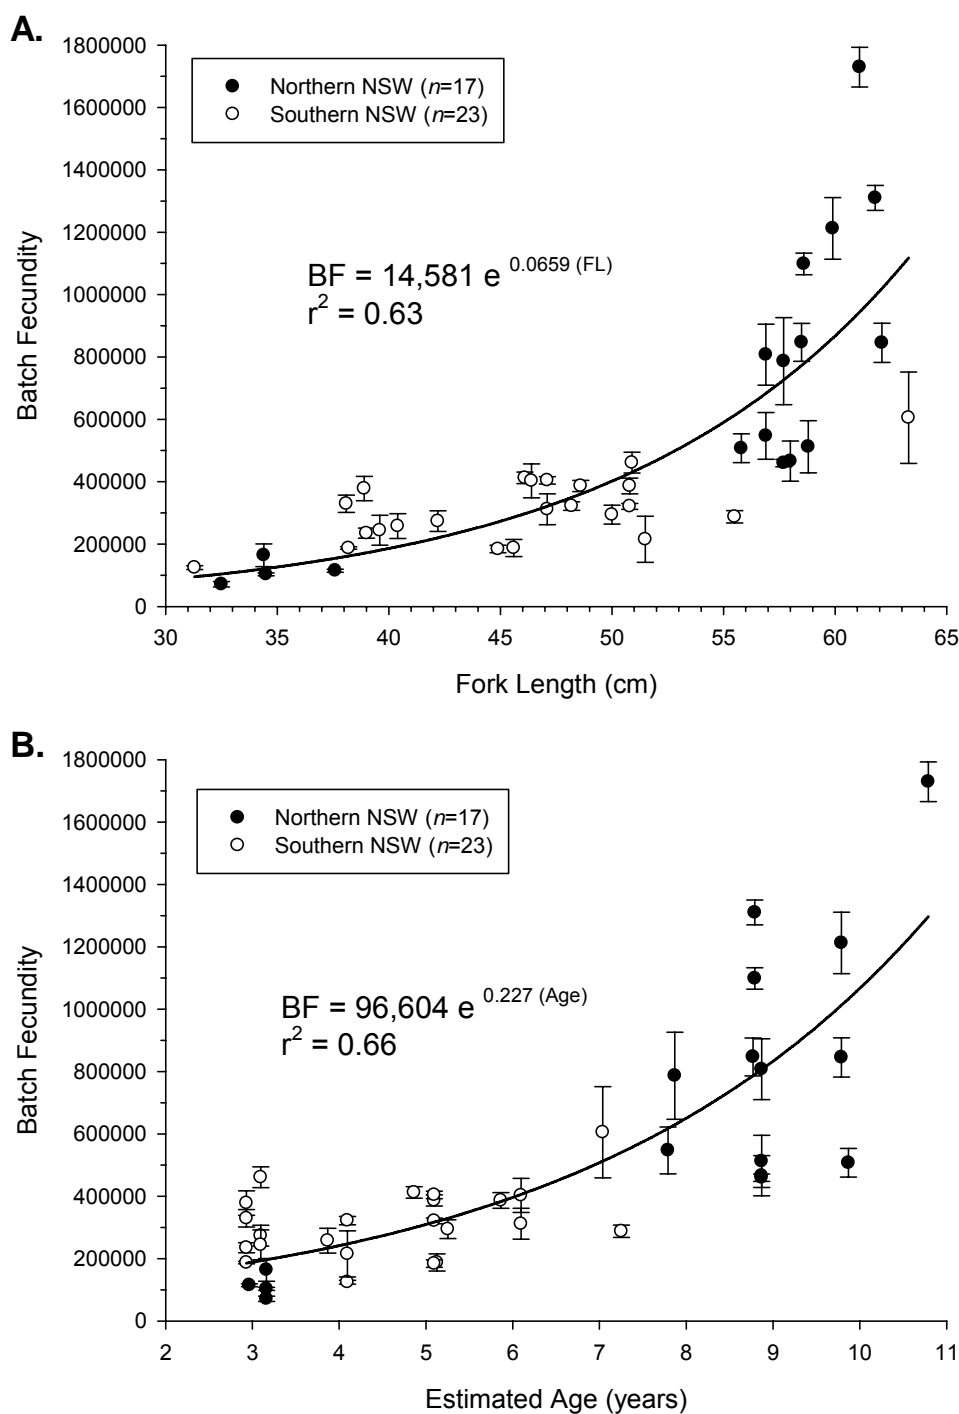 A.
1800000
1600000
1400000
1200000
1000000
800000
600000
400000
200000
0
Batch Fecundity
Northern NSW (n=17)
Southern NSW (n=23)
BF = 14,581 e 0.0659 (FL)
r2 = 0.63
30 35 40 45 50 55 60 65
Fork Length (cm)
B.
1800000
1600000
1400000
1200000
1000000
800000
600000
400000
200000
0
Batch Fecundity
Northern NSW (n=17)
Southern NSW (n=23)
BF = 96,604 e 0.227 (Age)
r2 = 0.66
2 3 4 5 6 7 8 9 10 11
Estimated Age (years)